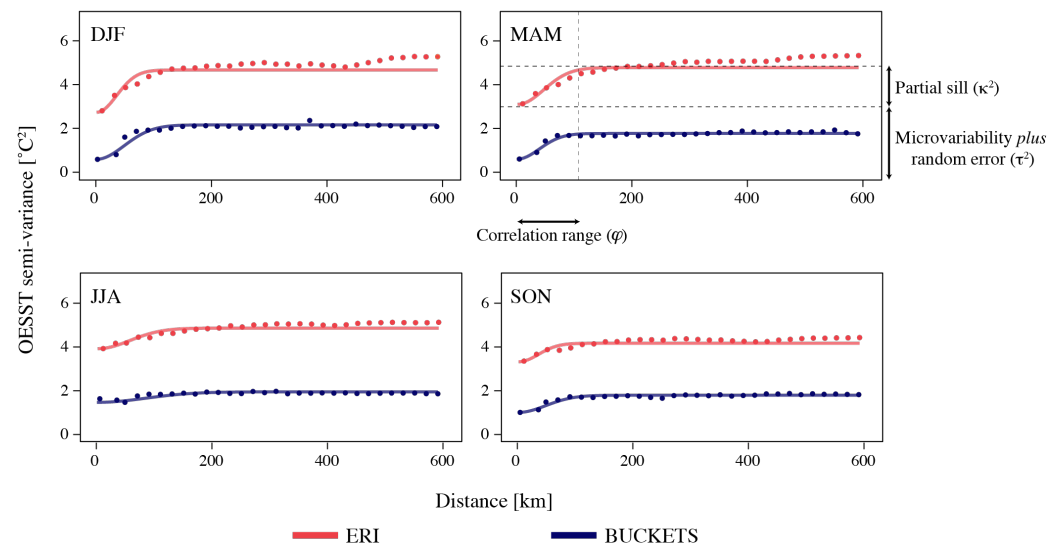 DJF
6
4
2
0
0
200
400
600
MAM
6
4
2
0
0
200
400
600
Partial sill (κ²)
Microvariability plus
random error (τ²)
Correlation range (φ)
OESST semi-variance [°C²]
JJA
6
4
2
0
0
200
400
600
SON
6
4
2
0
0
200
400
600
Distance [km]
ERI
BUCKETS